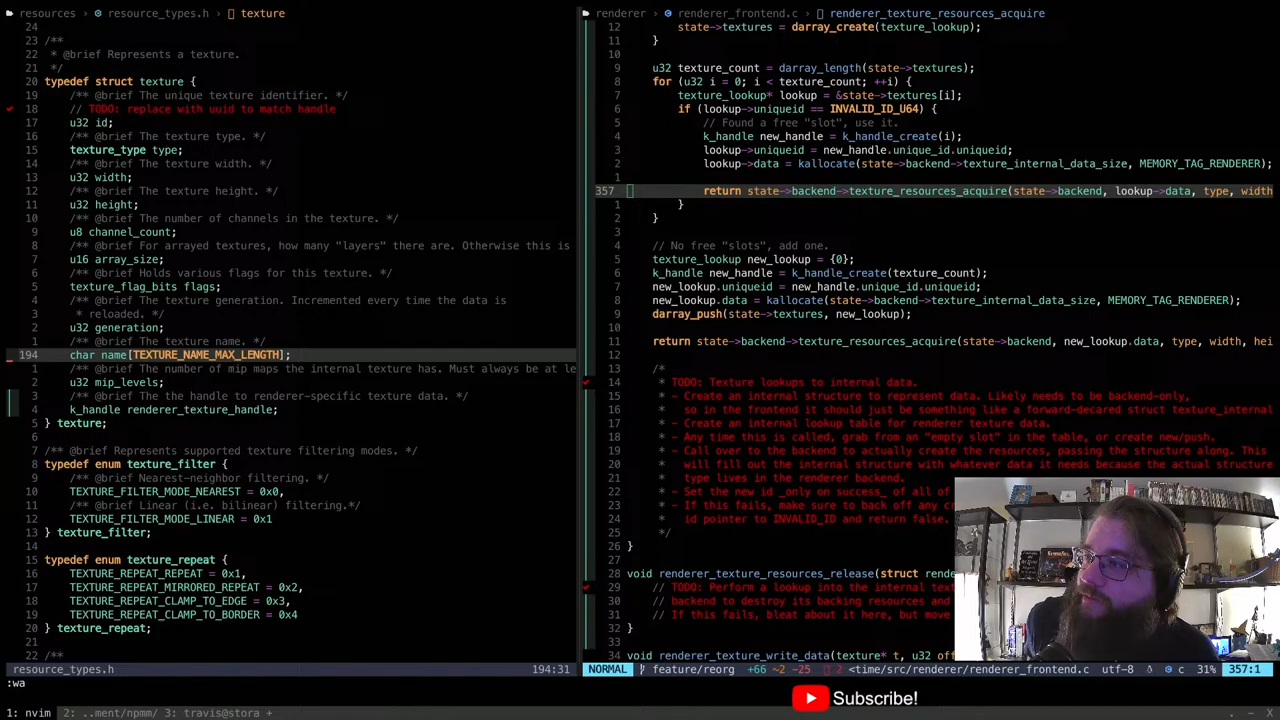 resources > resource_types.h > texture
24
23 /**
22 * @brief Represents a texture.
21 */
20 typedef struct texture {
19 /** @brief The unique texture identifier. */
18 // TODO: replace with uuid to match handle
17 u32 id;
16 /** @brief The texture type. */
15 texture_type type;
14 /** @brief The texture width. */
13 u32 width;
12 /** @brief The texture height. */
11 u32 height;
10 /** @brief The number of channels in the texture. */
9 u8 channel_count;
8 /** @brief For arrayed textures, how many "layers" there are. Otherwise this is
7 u16 array_size;
6 /** @brief Holds various flags for this texture. */
5 texture_flag_bits flags;
4 /** @brief The texture generation. Incremented every time the data is
3 * reloaded. */
2 u32 generation;
1 /** @brief The texture name. */
194 char name[TEXTURE_NAME_MAX_LENGTH];
1 /** @brief The number of mip maps the internal texture has. Must always be at le
2 u32 mip_levels;
3 /** @brief The the handle to renderer-specific texture data. */
4 k_handle renderer_texture_handle;
5 } texture;
6
7 /** @brief Represents supported texture filtering modes. */
8 typedef enum texture_filter {
9 /** @brief Nearest-neighbor filtering. */
10 TEXTURE_FILTER_MODE_NEAREST = 0x0,
11 /** @brief Linear (i.e. bilinear) filtering.*/
12 TEXTURE_FILTER_MODE_LINEAR = 0x1
13 } texture_filter;
14
15 typedef enum texture_repeat {
16 TEXTURE_REPEAT_REPEAT = 0x1,
17 TEXTURE_REPEAT_MIRRORED_REPEAT = 0x2,
18 TEXTURE_REPEAT_CLAMP_TO_EDGE = 0x3,
19 TEXTURE_REPEAT_CLAMP_TO_BORDER = 0x4
20 } texture_repeat;
21
22 /**
resource_types.h 194:31
renderer > renderer_frontend.c > renderer_texture_resources_acquire
12 state->textures = darray_create(texture_lookup);
11 }
10
9 u32 texture_count = darray_length(state->textures);
8 for (u32 i = 0; i < texture_count; ++i) {
7 texture_lookup* lookup = &state->textures[i];
6 if (lookup->uniqueid == INVALID_ID_U64) {
5 // Found a free "slot", use it.
4 k_handle new_handle = k_handle_create(i);
3 lookup->uniqueid = new_handle.unique_id.uniqueid;
2 lookup->data = kallocate(state->backend->texture_internal_data_size, MEMORY_TAG_RENDERER);
1
357 return state->backend->texture_resources_acquire(state->backend, lookup->data, type, width
1 }
2 }
3
4 // No free "slots", add one.
5 texture_lookup new_lookup = {0};
6 k_handle new_handle = k_handle_create(texture_count);
7 new_lookup.uniqueid = new_handle.unique_id.uniqueid;
8 new_lookup.data = kallocate(state->backend->texture_internal_data_size, MEMORY_TAG_RENDERER);
9 darray_push(state->textures, new_lookup);
10
11 return state->backend->texture_resources_acquire(state->backend, new_lookup.data, type, width, hei
12
13 /*
14 * TODO: Texture lookups to internal data.
15 * - Create an internal structure to represent data. Likely needs to be backend-only,
16 * so in the frontend it should just be something like a forward-decared struct texture_internal
17 * - Create an internal lookup table for renderer texture data.
18 * - Any time this is called, grab from an "empty slot" in the table, or create new/push.
19 * - Call over to the backend to actually create the resources, passing the structure along. This
20 * will fill out the internal structure with whatever data it needs because the actual structure
21 * type lives in the renderer backend.
22 * - Set the new id _only on success_ of all of
23 * - If this fails, make sure to back off any cr
24 * id pointer to INVALID_ID and return false.
25 */
26 }
27
28 void renderer_texture_resources_release(struct rende
29 // TODO: Perform a lookup into the internal text
30 // backend to destroy its backing resources and
31 // If this fails, bleat about it here, but move
32 }
34 void renderer_texture_write_data(texture* t, u32 off
NORMAL feature/reorg +66 ~2 -25 2 <time/src/renderer/renderer_frontend.c utf-8 c 31% 357:1
:wa
Subscribe!
1: nvim 2: ..ment/npmm/ 3: travis@stora +